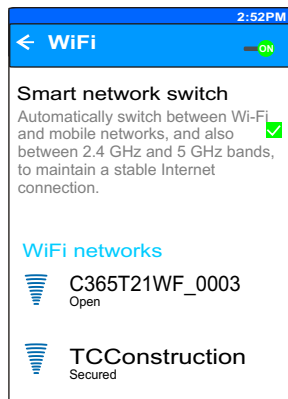 2:52PM
WiFi
ON
Smart network switch
Automatically switch between Wi-Fi
and mobile networks, and also
between 2.4 GHz and 5 GHz bands,
to maintain a stable Internet
connection.
WiFi networks
C365T21WF_0003
Open
TCConstruction
Secured